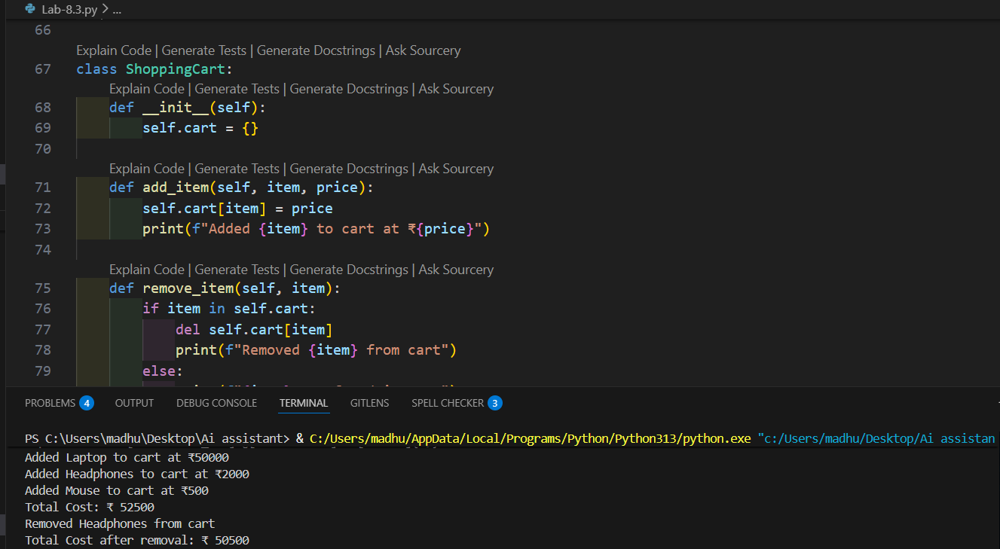 Lab-8.3.py > ...
66
Explain Code | Generate Tests | Generate Docstrings | Ask Sourcery
67 class ShoppingCart:
Explain Code | Generate Tests | Generate Docstrings | Ask Sourcery
68 def __init__(self):
69 self.cart = {}
70
Explain Code | Generate Tests | Generate Docstrings | Ask Sourcery
71 def add_item(self, item, price):
72 self.cart[item] = price
73 print(f"Added {item} to cart at ₹{price}")
74
Explain Code | Generate Tests | Generate Docstrings | Ask Sourcery
75 def remove_item(self, item):
76 if item in self.cart:
77 del self.cart[item]
78 print(f"Removed {item} from cart")
79 else:
PROBLEMS 4 OUTPUT DEBUG CONSOLE TERMINAL GITLENS SPELL CHECKER 3
PS C:\Users\madhu\Desktop\Ai assistant> & C:/Users/madhu/AppData/Local/Programs/Python/Python313/python.exe "c:/Users/madhu/Desktop/Ai assistan
Added Laptop to cart at ₹50000
Added Headphones to cart at ₹2000
Added Mouse to cart at ₹500
Total Cost: ₹ 52500
Removed Headphones from cart
Total Cost after removal: ₹ 50500